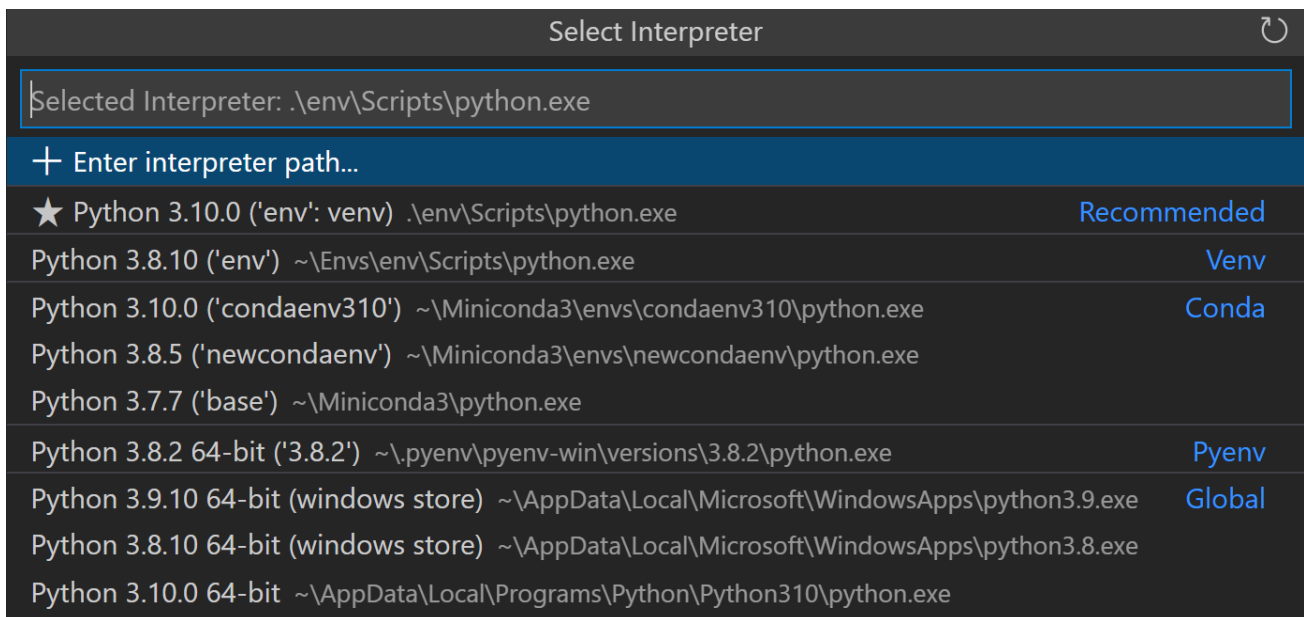 Select Interpreter
Selected Interpreter: .\env\Scripts\python.exe
+ Enter interpreter path...
★ Python 3.10.0 ('env': venv) .\env\Scripts\python.exe Recommended
Python 3.8.10 ('env') ~\Envs\env\Scripts\python.exe Venv
Python 3.10.0 ('condaenv310') ~\Miniconda3\envs\condaenv310\python.exe Conda
Python 3.8.5 ('newcondaenv') ~\Miniconda3\envs\newcondaenv\python.exe
Python 3.7.7 ('base') ~\Miniconda3\python.exe
Python 3.8.2 64-bit ('3.8.2') ~\.pyenv\pyenv-win\versions\3.8.2\python.exe Pyenv
Python 3.9.10 64-bit (windows store) ~\AppData\Local\Microsoft\WindowsApps\python3.9.exe Global
Python 3.8.10 64-bit (windows store) ~\AppData\Local\Microsoft\WindowsApps\python3.8.exe
Python 3.10.0 64-bit ~\AppData\Local\Programs\Python\Python310\python.exe